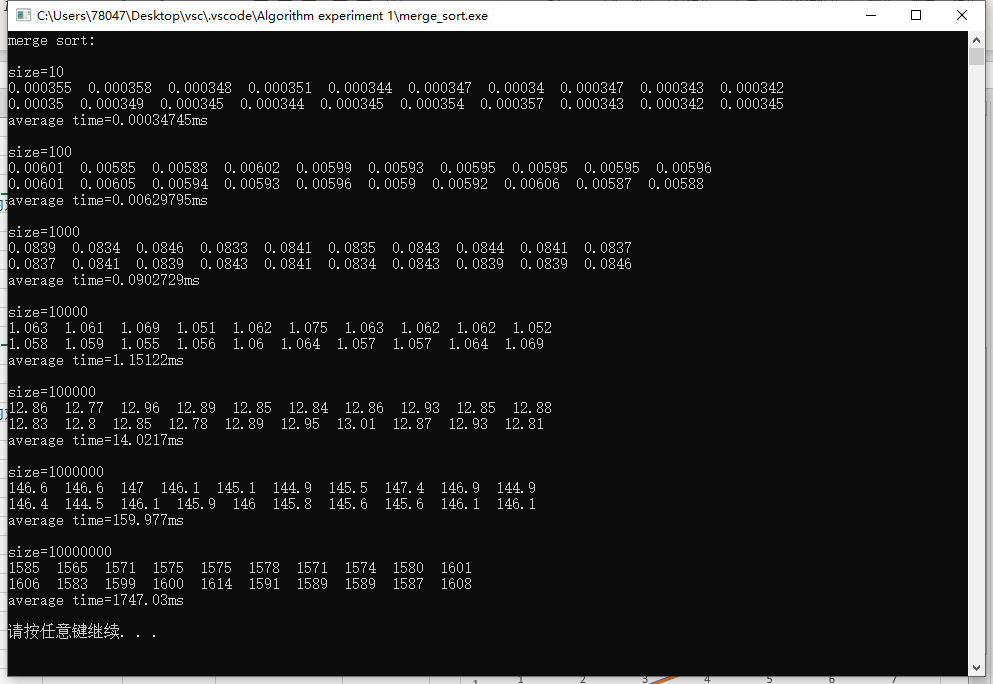 C:\Users\78047\Desktop\vsc\.vscode\Algorithm experiment 1\merge_sort.exe
merge sort:
size=10
0.000355 0.000358 0.000348 0.000351 0.000344 0.000347 0.00034 0.000347 0.000343 0.000342
0.00035 0.000349 0.000345 0.000344 0.000345 0.000354 0.000357 0.000343 0.000342 0.000345
average time=0.00034745ms
size=100
0.00601 0.00585 0.00588 0.00602 0.00599 0.00593 0.00595 0.00595 0.00595 0.00596
0.00601 0.00605 0.00594 0.00593 0.00596 0.0059 0.00592 0.00606 0.00587 0.00588
average time=0.00629795ms
size=1000
0.0839 0.0834 0.0846 0.0833 0.0841 0.0835 0.0843 0.0844 0.0841 0.0837
0.0837 0.0841 0.0839 0.0843 0.0841 0.0834 0.0843 0.0839 0.0839 0.0846
average time=0.0902729ms
size=10000
1.063 1.061 1.069 1.051 1.062 1.075 1.063 1.062 1.062 1.052
1.058 1.059 1.055 1.056 1.06 1.064 1.057 1.057 1.064 1.069
average time=1.15122ms
size=100000
12.86 12.77 12.96 12.89 12.85 12.84 12.86 12.93 12.85 12.88
12.83 12.8 12.85 12.78 12.89 12.95 13.01 12.87 12.93 12.81
average time=14.0217ms
size=1000000
146.6 146.6 147 146.1 145.1 144.9 145.5 147.4 146.9 144.9
146.4 144.5 146.1 145.9 146 145.8 145.6 145.6 146.1 146.1
average time=159.977ms
size=10000000
1585 1565 1571 1575 1575 1578 1571 1574 1580 1601
1606 1583 1599 1600 1614 1591 1589 1589 1587 1608
average time=1747.03ms
请按任意键继续. . .
1 2 3 4 5 6 7